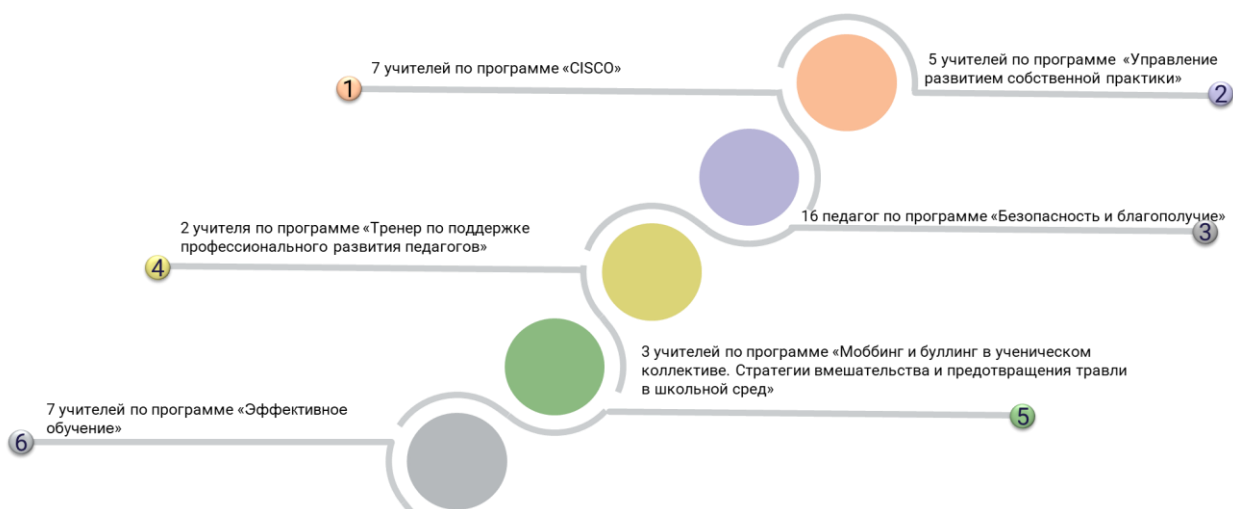 7 учителей по программе «CISCO»
1
5 учителей по программе «Управление
развитием собственной практики»
2
16 педагог по программе «Безопасность и благополучие»
3
2 учителя по программе «Тренер по поддержке
профессионального развития педагогов»
4
3 учителей по программе «Моббинг и буллинг в ученическом
коллективе. Стратегии вмешательства и предотвращения травли
в школьной сред»
5
7 учителей по программе «Эффективное
обучение»
6